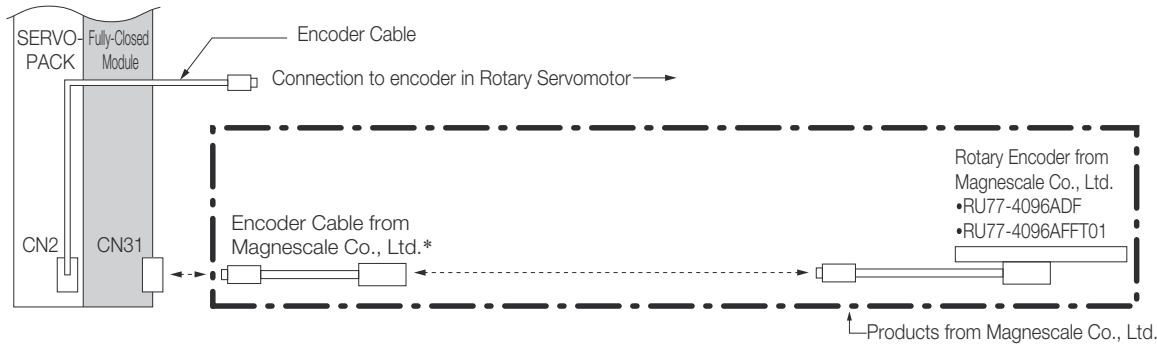 SERVO-
PACK
Fully-Closed
Module
Encoder Cable
Connection to encoder in Rotary Servomotor
Rotary Encoder from
Magnescale Co., Ltd.
•RU77-4096ADF
•RU77-4096AFFT01
Encoder Cable from
Magnescale Co., Ltd.*
CN2
CN31
Products from Magnescale Co., Ltd.